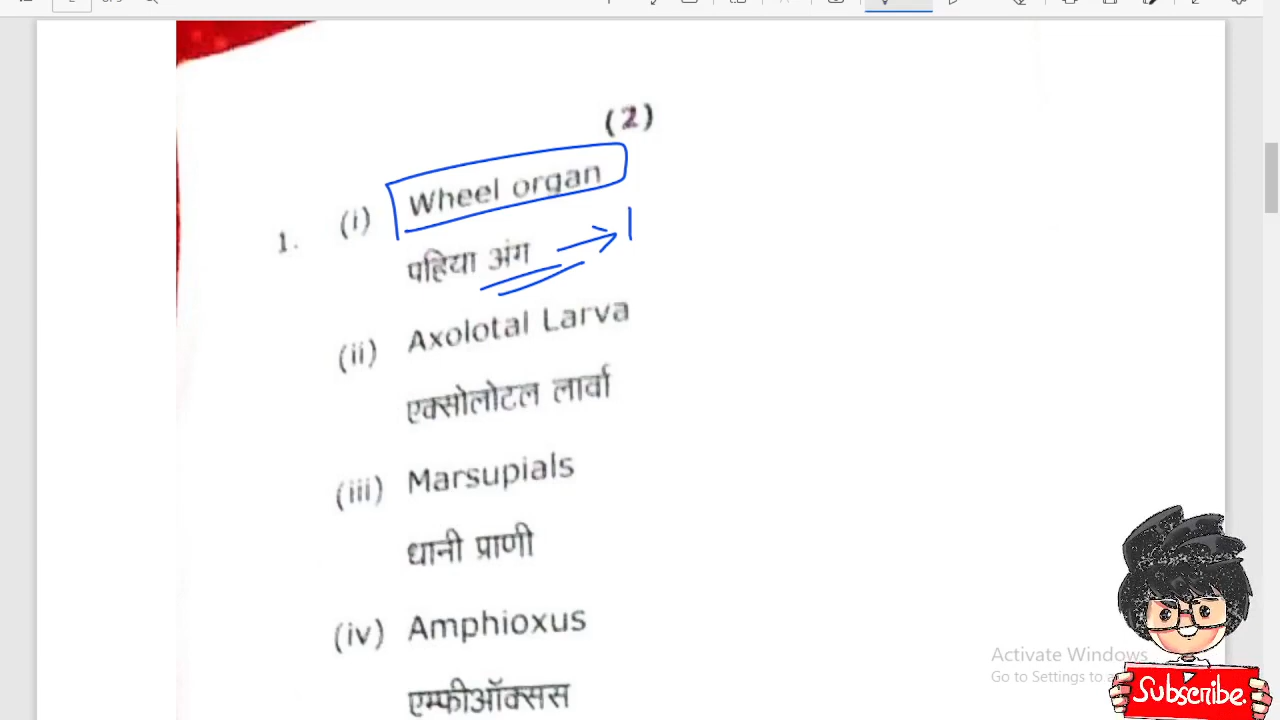 (2)
1. (i) Wheel organ
पहिया अंग
(ii) Axolotal Larva
एक्सोलोटल लार्वा
(iii) Marsupials
धानी प्राणी
(iv) Amphioxus
एम्फीऑक्सस
Activate Windows
Go to Settings to
Subscribe